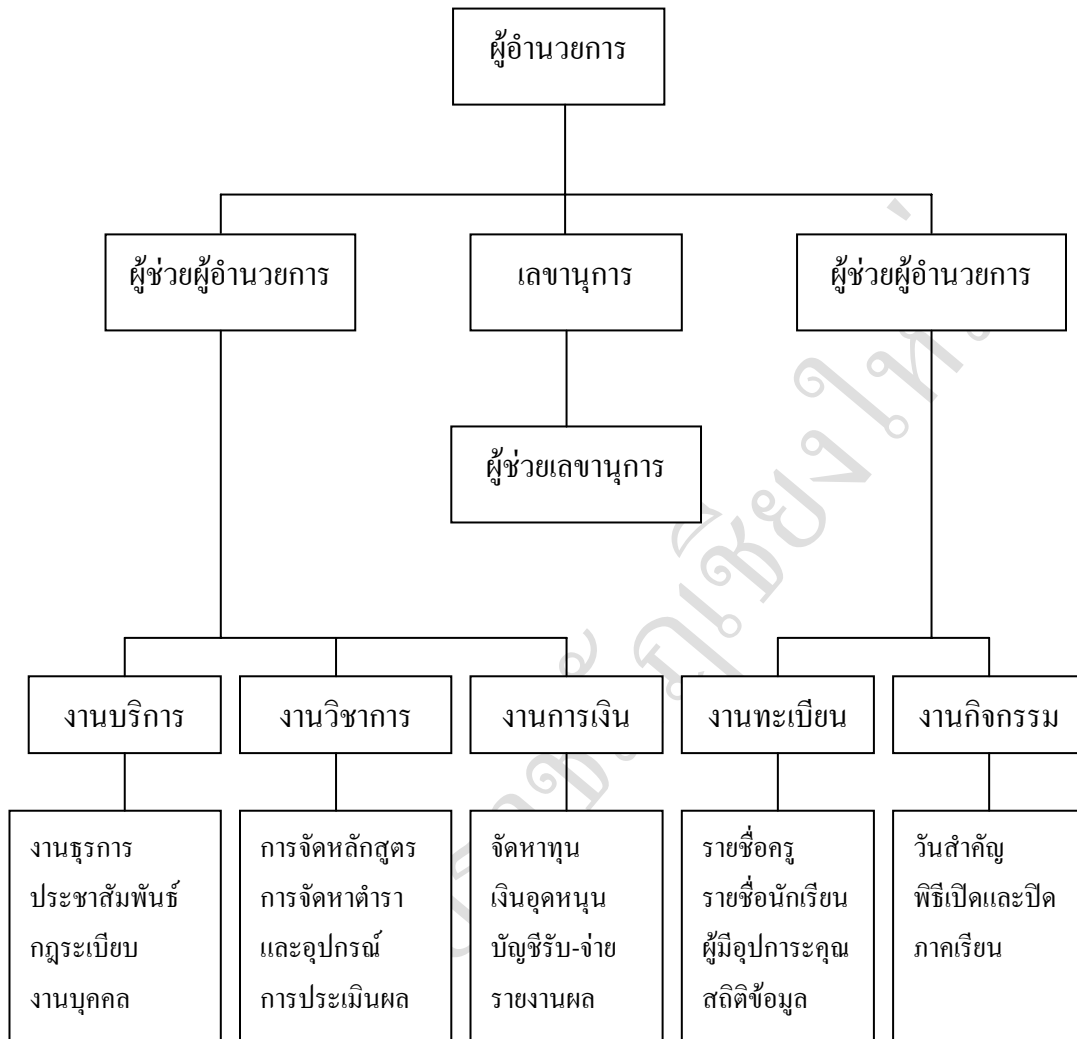 ผู้อำนวยการ
ผู้ช่วยผู้อำนวยการ
เลขานุการ
ผู้ช่วยผู้อำนวยการ
ผู้ช่วยเลขานุการ
งานบริการ
งานวิชาการ
งานการเงิน
งานทะเบียน
งานกิจกรรม
งานธุรการ
ประชาสัมพันธ์
กฎระเบียบ
งานบุคคล
การจัดหลักสูตร
การจัดหาตำรา
และอุปกรณ์
การประเมินผล
จัดหาทุน
เงินอุดหนุน
บัญชีรับ-จ่าย
รายงานผล
รายชื่อครู
รายชื่อนักเรียน
ผู้มีอุปการะคุณ
สถิติข้อมูล
วันสำคัญ
พิธีเปิดและปิด
ภาคเรียน